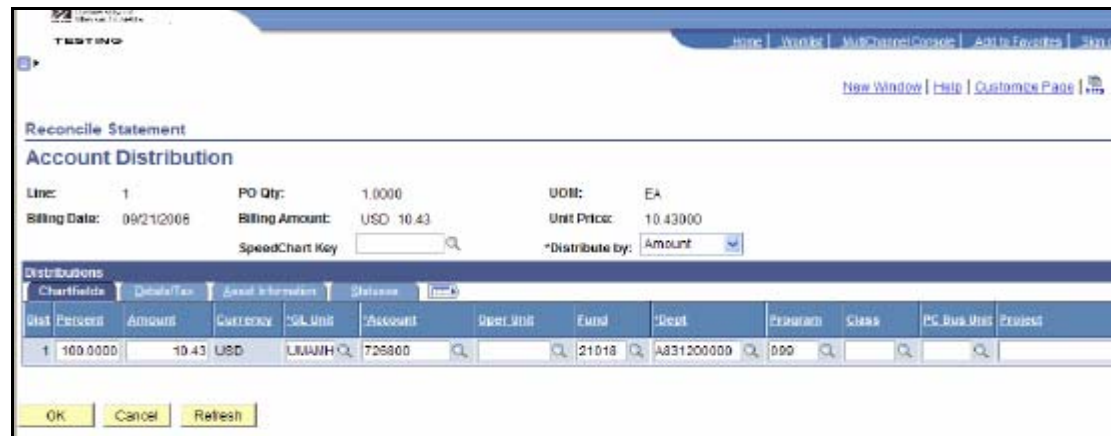 TESTING
Home | Worklist | MultiChannel Console | Add to Favorites | Sign
New Window | Help | Customize Page |
Reconcile Statement
Account Distribution
Line: 1 PO Qty: 1.0000 UOM: EA
Billing Date: 09/21/2006 Billing Amount: USD 10.43 Unit Price: 10.43000
SpeedChart Key *Distribute by: Amount
Distributions
Chartfields Details/Tax Asset Information Statuses
Dist Percent Amount Currency *GL Unit *Account Oper Unit Fund *Dept Program Class PC Bus Unit Project
1 100.0000 10.43 USD UMAMH 726800 21018 A831200000
OK Cancel Refresh